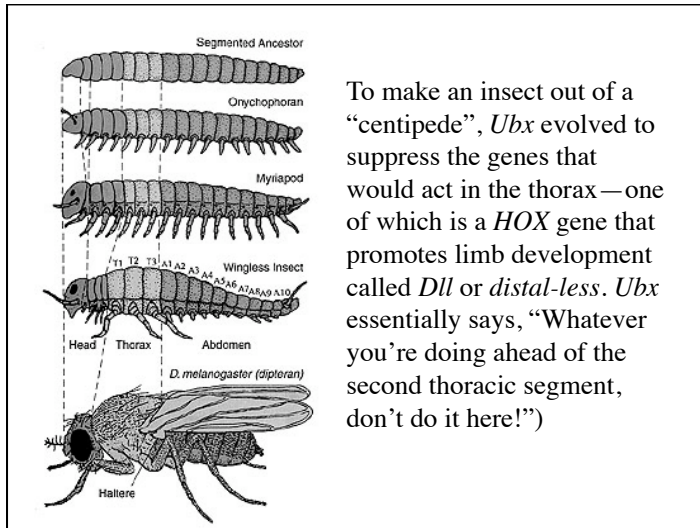 Segmented Ancestor
Onychophoran
Myriapod
Wingless Insect
T1 T2 T3 A1 A2 A3 A4 A5 A6 A7 A8 A9 A10
Head Thorax Abdomen
D. melanogaster (dipteran)
Haltere
To make an insect out of a
“centipede”, Ubx evolved to
suppress the genes that
would act in the thorax—one
of which is a HOX gene that
promotes limb development
called Dll or distal-less. Ubx
essentially says, “Whatever
you’re doing ahead of the
second thoracic segment,
don’t do it here!”)